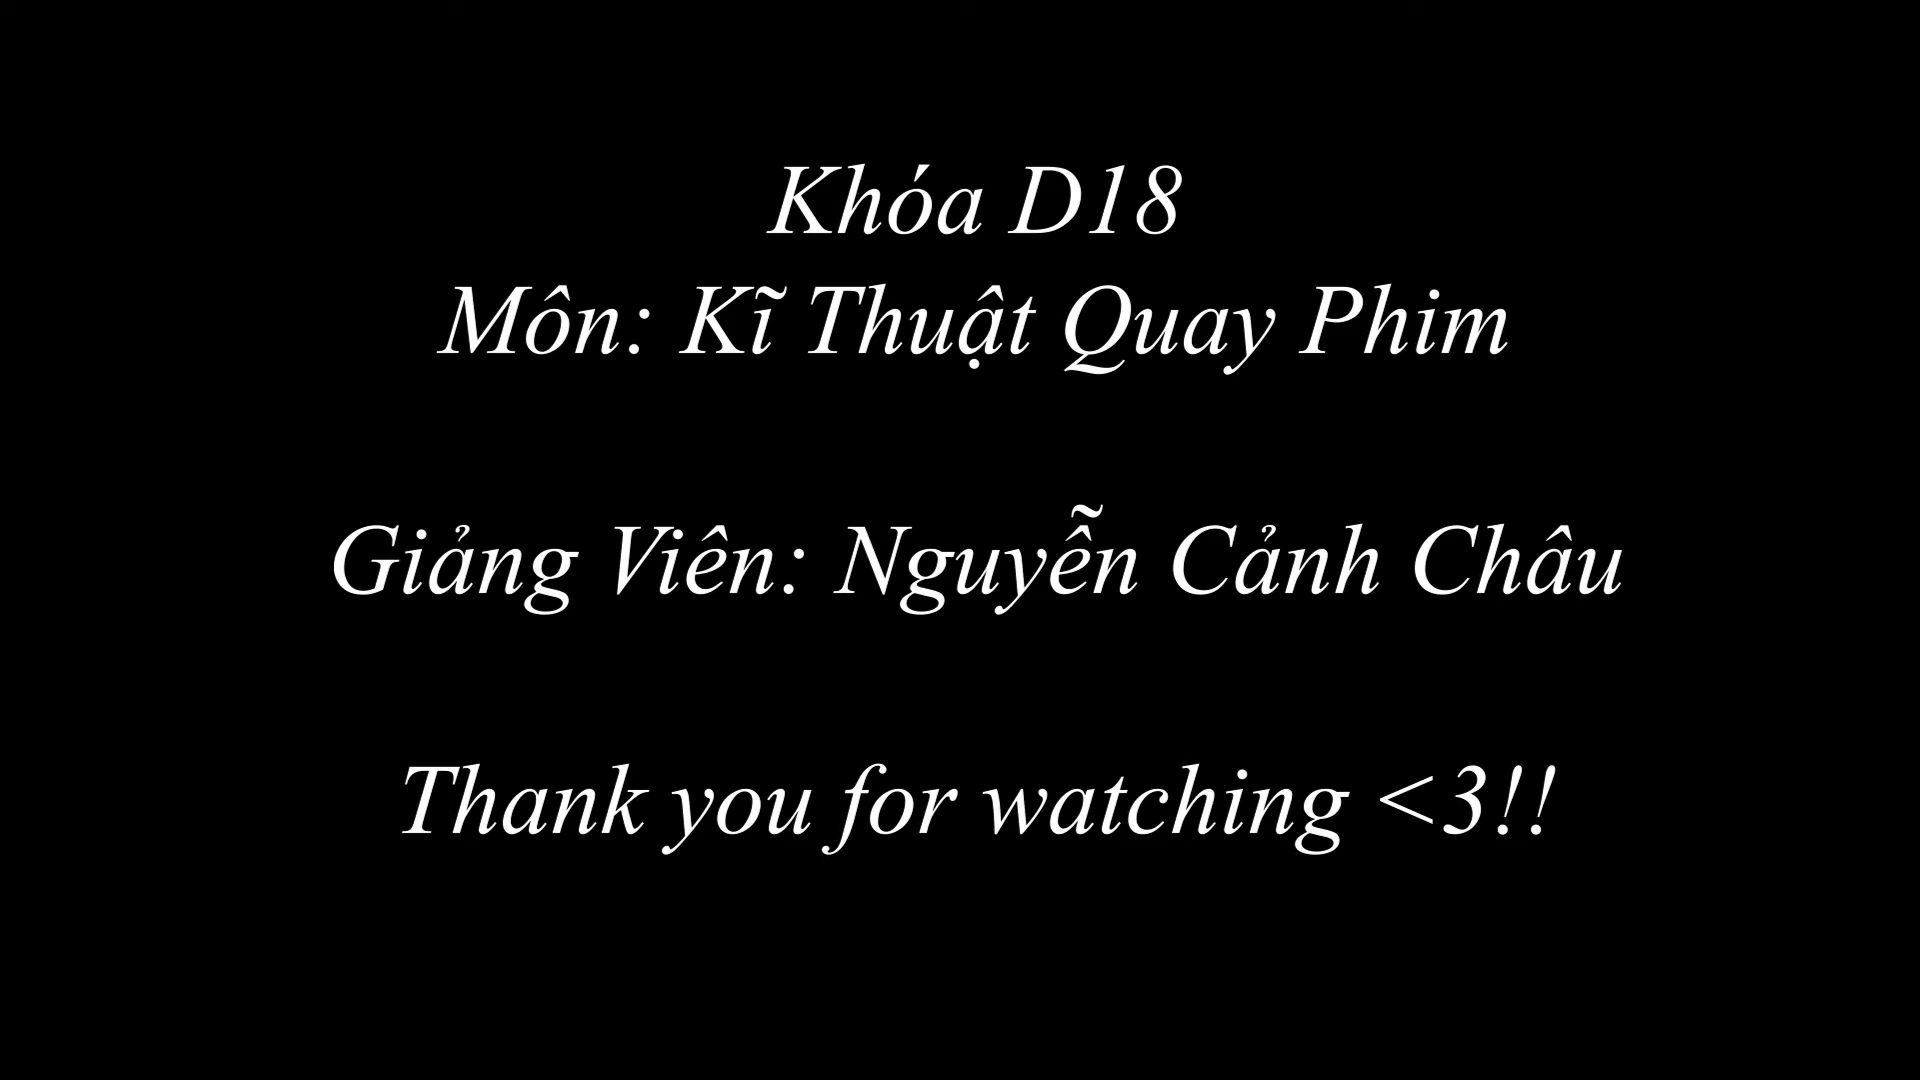 Khóa D18
Môn: Kĩ Thuật Quay Phim
Giảng Viên: Nguyễn Cảnh Châu
Thank you for watching <3!!